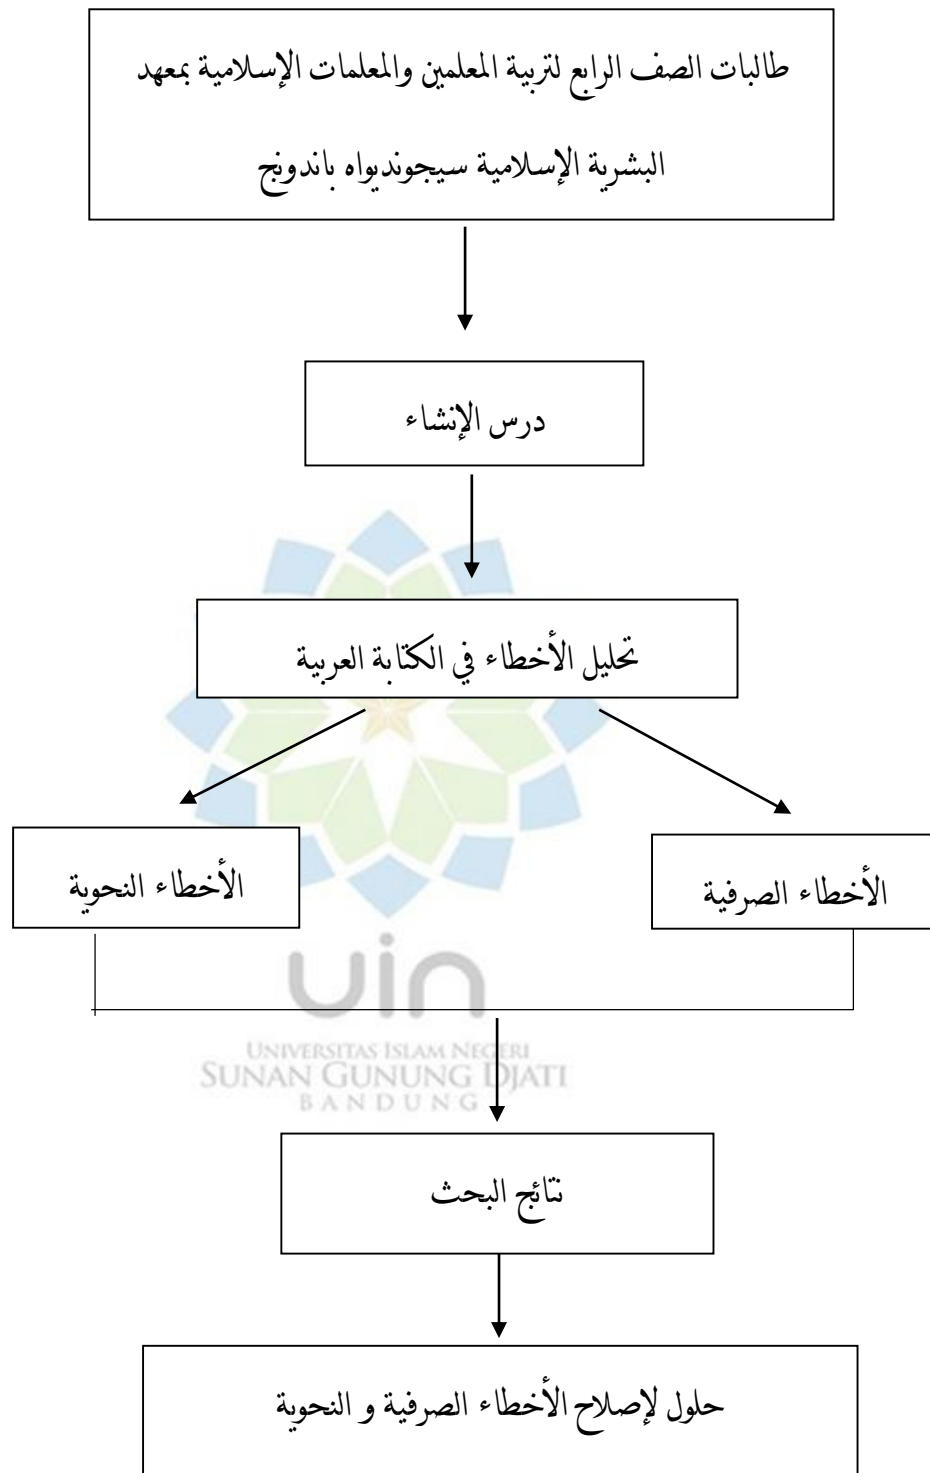 طالبات الصف الرابع لتربية المعلمين والمعلمات الإسلامية بمعهد
البشرية الإسلامية سيجونديواه باندونج
درس الإنشاء
تحليل الأخطاء في الكتابة العربية
الأخطاء الصرفية
الأخطاء النحوية
uin
UNIVERSITAS ISLAM NEGERI
SUNAN GUNUNG DJATI
BANDUNG
نتائج البحث
حلول لإصلاح الأخطاء الصرفية و النحوية